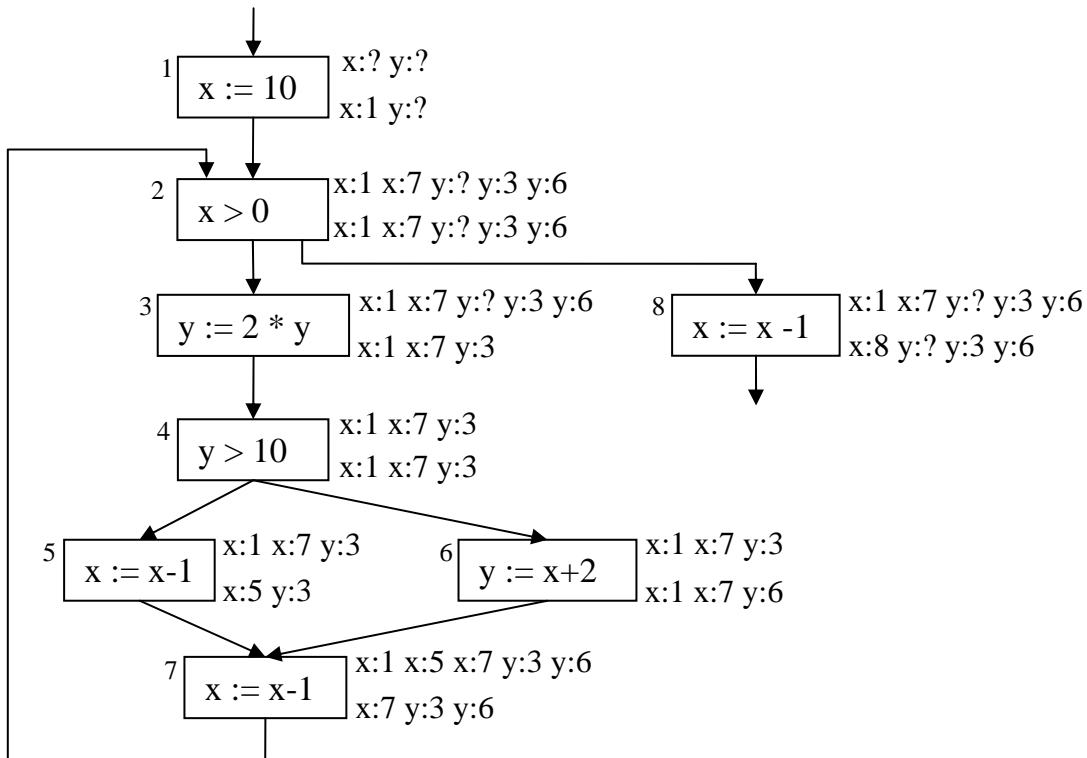 1
x := 10
x:? y:?
x:1 y:?
2
x > 0
x:1 x:7 y:? y:3 y:6
x:1 x:7 y:? y:3 y:6
3
y := 2 * y
x:1 x:7 y:? y:3 y:6
x:1 x:7 y:3
8
x := x -1
x:1 x:7 y:? y:3 y:6
x:8 y:? y:3 y:6
4
y > 10
x:1 x:7 y:3
x:1 x:7 y:3
5
x := x-1
x:1 x:7 y:3
x:5 y:3
6
y := x+2
x:1 x:7 y:3
x:1 x:7 y:6
7
x := x-1
x:1 x:5 x:7 y:3 y:6
x:7 y:3 y:6